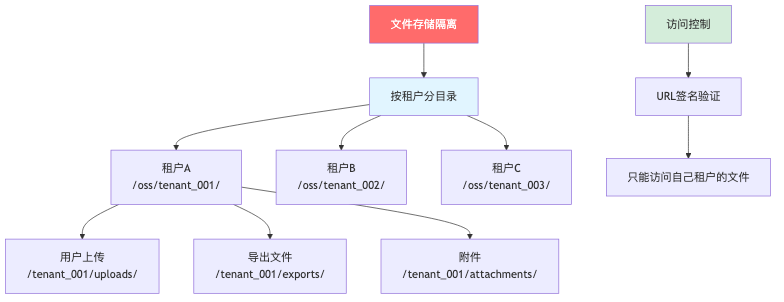 文件存储隔离
访问控制
按租户分目录
URL签名验证
租户A
/oss/tenant_001/
租户B
/oss/tenant_002/
租户C
/oss/tenant_003/
只能访问自己租户的文件
用户上传
/tenant_001/uploads/
导出文件
/tenant_001/exports/
附件
/tenant_001/attachments/